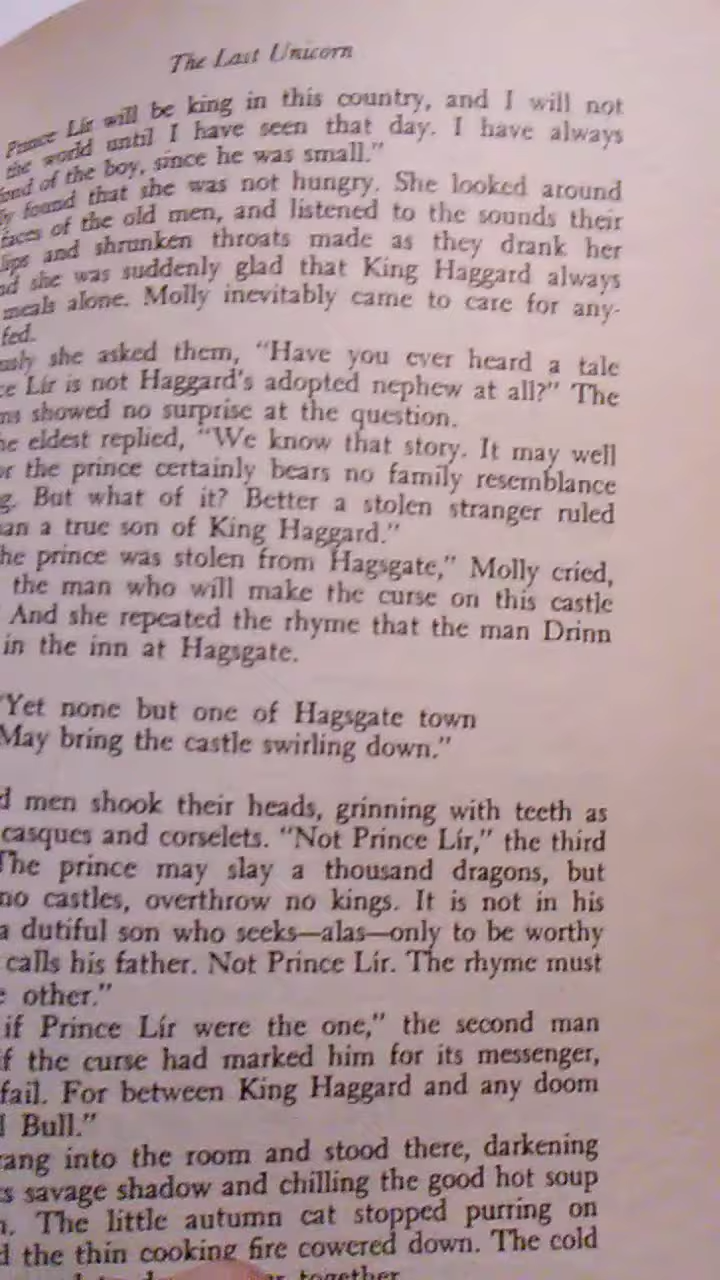 The Last Unicorn
Prince Lír will be king in this country, and I will not
the world until I have seen that day. I have always
of the boy, since he was small."
found that she was not hungry. She looked around
faces of the old men, and listened to the sounds their
lips and shrunken throats made as they drank her
she was suddenly glad that King Haggard always
meals alone. Molly inevitably came to care for any-
fed.
she asked them, "Have you ever heard a tale
Lír is not Haggard's adopted nephew at all?" The
showed no surprise at the question.
eldest replied, "We know that story. It may well
the prince certainly bears no family resemblance
But what of it? Better a stolen stranger ruled
a true son of King Haggard."
prince was stolen from Hagsgate," Molly cried,
the man who will make the curse on this castle
And she repeated the rhyme that the man Drinn
in the inn at Hagsgate.
"Yet none but one of Hagsgate town
May bring the castle swirling down."
men shook their heads, grinning with teeth as
casques and corselets. "Not Prince Lír," the third
The prince may slay a thousand dragons, but
no castles, overthrow no kings. It is not in his
a dutiful son who seeks—alas—only to be worthy
calls his father. Not Prince Lír. The rhyme must
other."
if Prince Lír were the one," the second man
if the curse had marked him for its messenger,
fail. For between King Haggard and any doom
Bull."
into the room and stood there, darkening
savage shadow and chilling the good hot soup
The little autumn cat stopped purring on
the thin cooking fire cowered down. The cold
together